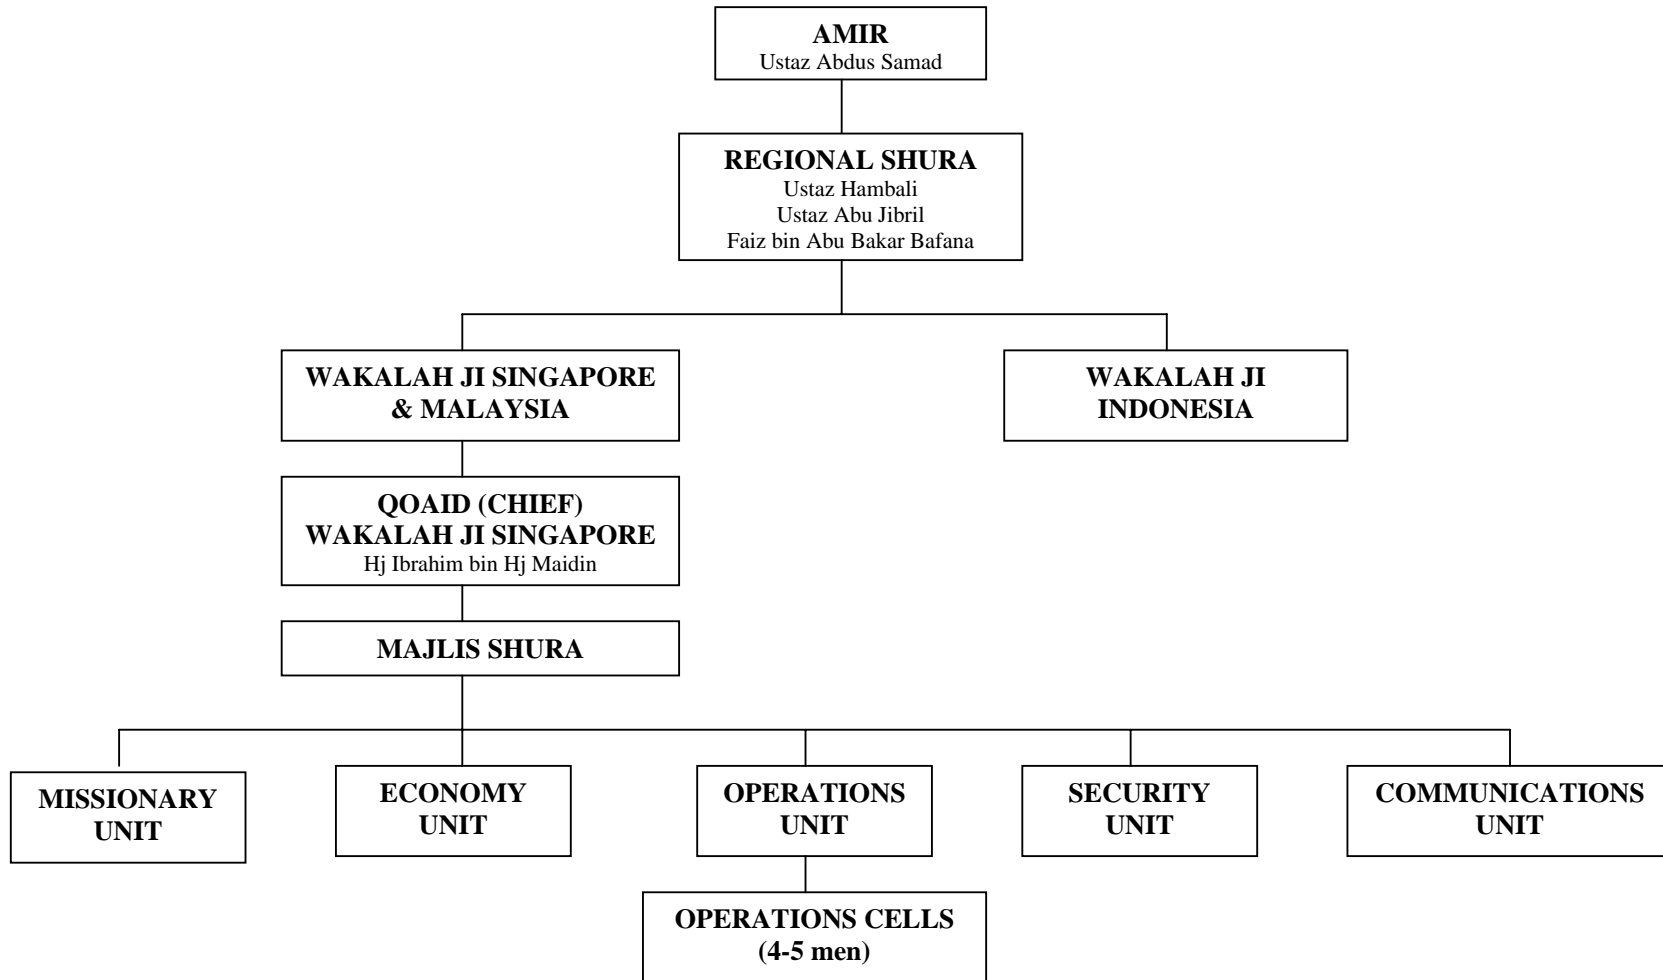 AMIR
Ustaz Abdus Samad
REGIONAL SHURA
Ustaz Hambali
Ustaz Abu Jibril
Faiz bin Abu Bakar Bafana
WAKALAH JI SINGAPORE
& MALAYSIA
WAKALAH JI
INDONESIA
QOAID (CHIEF)
WAKALAH JI SINGAPORE
Hj Ibrahim bin Hj Maidin
MAJLIS SHURA
MISSIONARY
UNIT
ECONOMY
UNIT
OPERATIONS
UNIT
SECURITY
UNIT
COMMUNICATIONS
UNIT
OPERATIONS CELLS
(4-5 men)